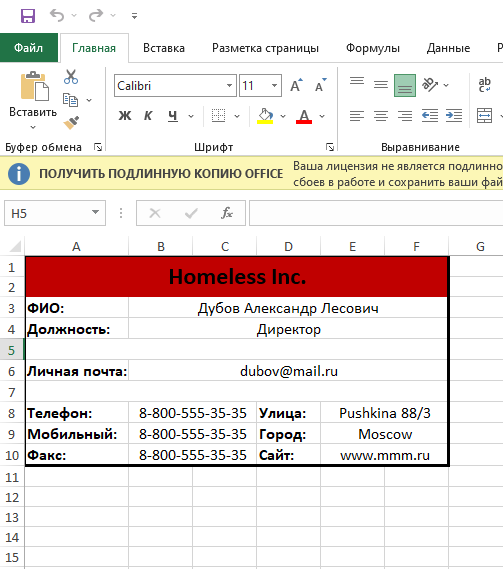 Файл Главная Вставка Разметка страницы Формулы Данные Р
Вставить
Calibri 11 А А ab c
Ж К Ч А
Буфер обмена Шрифт Выравнивание
ПОЛУЧИТЬ ПОДЛИННУЮ КОПИЮ OFFICE Ваша лицензия не является подлинно
сбоев в работе и сохранить ваши фай
H5 fx
A B C D E F G
1 Homeless Inc.
2
3 ФИО: Дубов Александр Лесович
4 Должность: Директор
5
6 Личная почта: dubov@mail.ru
7
8 Телефон: 8-800-555-35-35 Улица: Pushkina 88/3
9 Мобильный: 8-800-555-35-35 Город: Moscow
10 Факс: 8-800-555-35-35 Сайт: www.mmm.ru
11
12
13
14
15